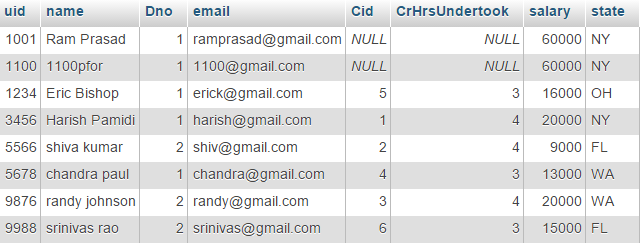 uid name Dno email Cid CrHrsUndertook salary state
1001 Ram Prasad 1 ramprasad@gmail.com NULL NULL 60000 NY
1100 1100pfor 1 1100@gmail.com NULL NULL 60000 NY
1234 Eric Bishop 1 erick@gmail.com 5 3 16000 OH
3456 Harish Pamidi 1 harish@gmail.com 1 4 20000 NY
5566 shiva kumar 2 shiv@gmail.com 2 4 9000 FL
5678 chandra paul 1 chandra@gmail.com 4 3 13000 WA
9876 randy johnson 2 randy@gmail.com 3 4 20000 WA
9988 srinivas rao 2 srinivas@gmail.com 6 3 15000 FL